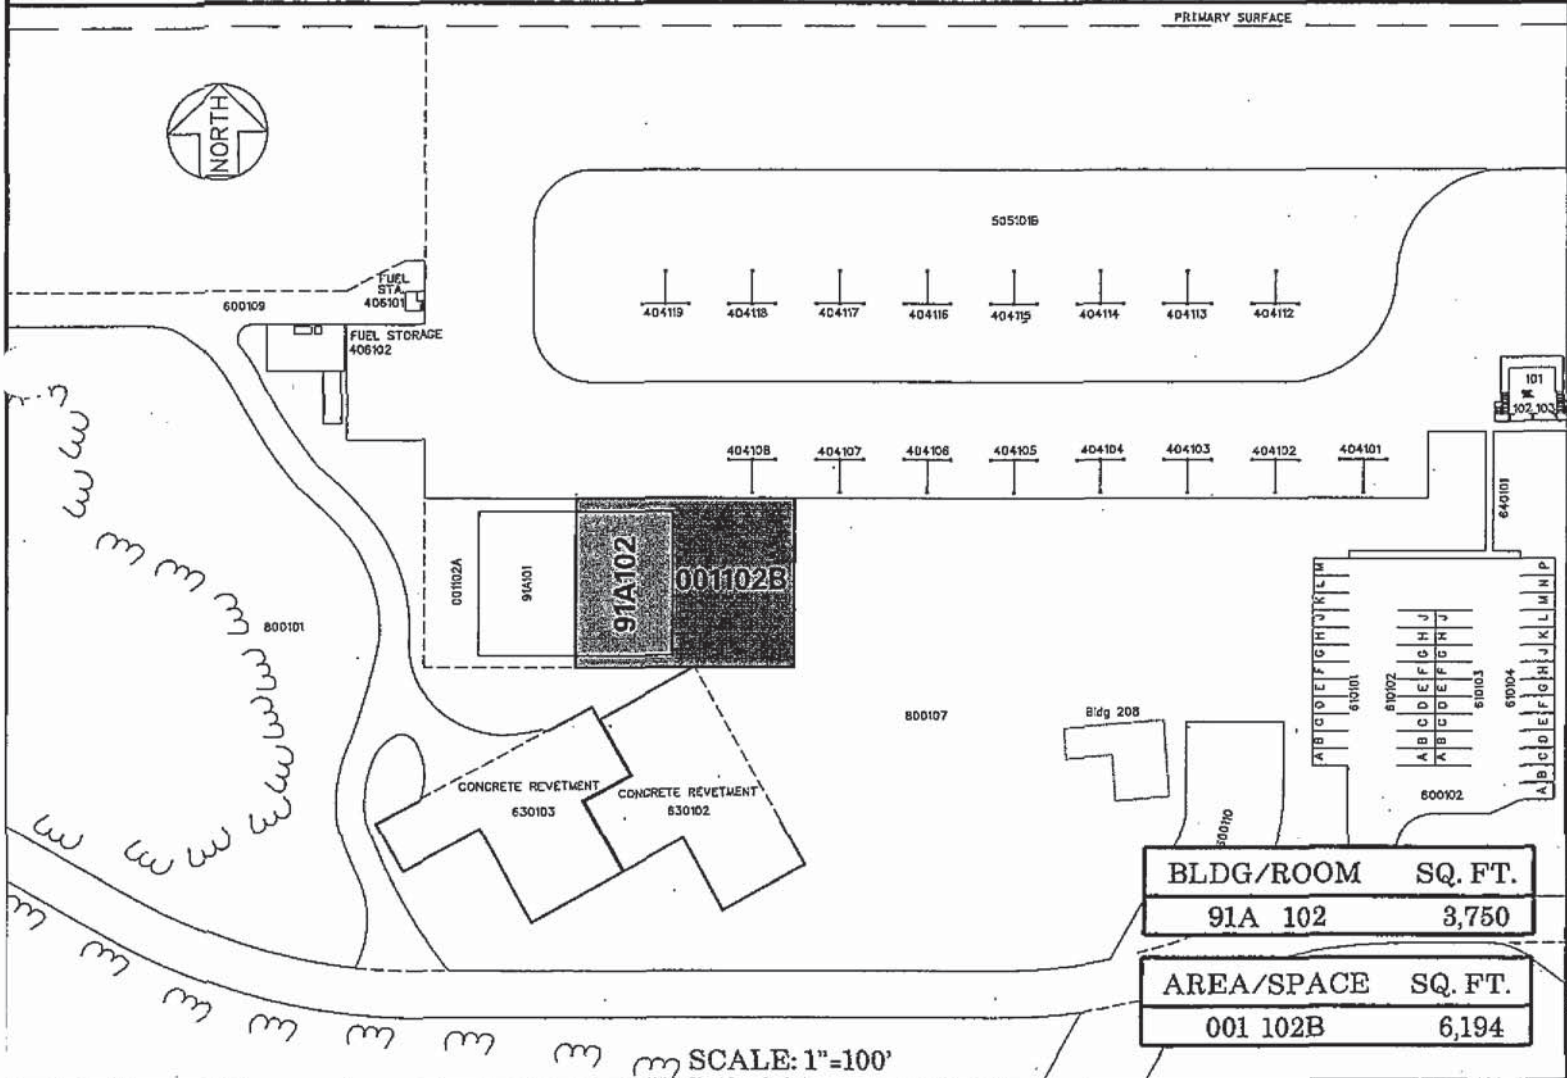 PRIMARY SURFACE
NORTH
505101B
FUEL
STA.
406101
600109
404119 404118 404117 404116 404115 404114 404113 404112
FUEL STORAGE
406102
101
102 103
404108 404107 404106 404105 404104 404103 404102 404101
640101
001102A
91A101
91A102
001102B
800101
M
L
K
J
H
G
F
E
D
C
B
A
610101
610102
J
H
G
F
E
D
C
B
A
J
H
G
F
E
D
C
B
A
610103
610104
P
N
M
L
K
J
H
G
F
E
D
C
B
A
800107
Bldg 208
600102
CONCRETE REVETMENT
630103
CONCRETE REVETMENT
630102
BLDG/ROOM SQ. FT.
91A 102 3,750
AREA/SPACE SQ. FT.
001 102B 6,194
SCALE: 1"=100'